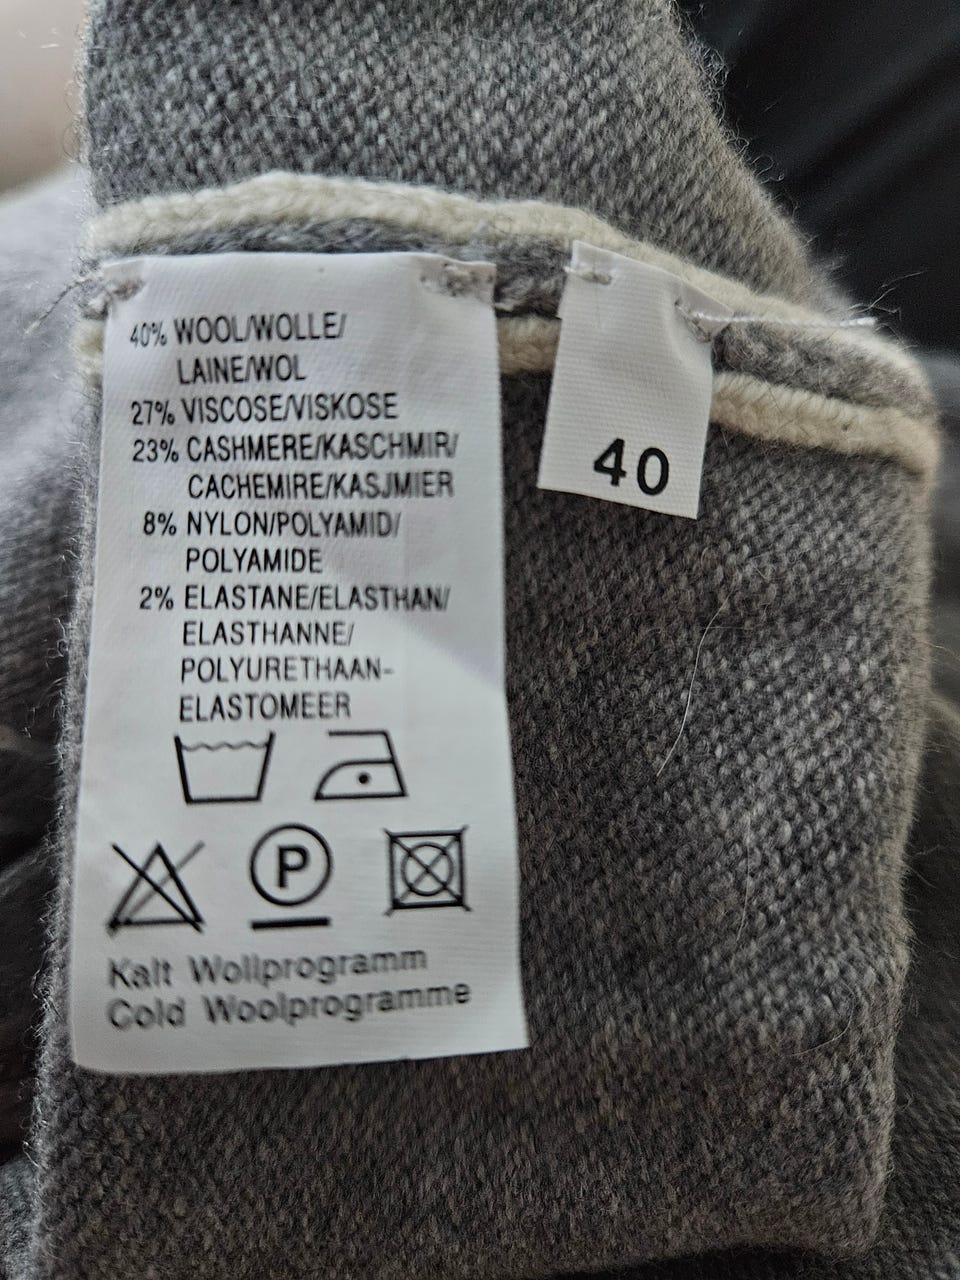 40% WOOL/WOLLE/
LAINE/WOL
27% VISCOSE/VISKOSE
23% CASHMERE/KASCHMIR/
CACHEMIRE/KASJMIER
8% NYLON/POLYAMID/
POLYAMIDE
2% ELASTANE/ELASTHAN/
ELASTHANNE/
POLYURETHAAN-
ELASTOMEER
P
Kalt Wollprogramm
Cold Woolprogramme
40